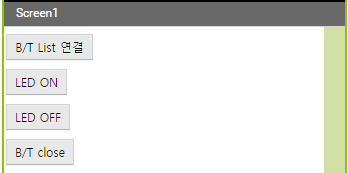 Screen1
B/T List 연결
LED ON
LED OFF
B/T close